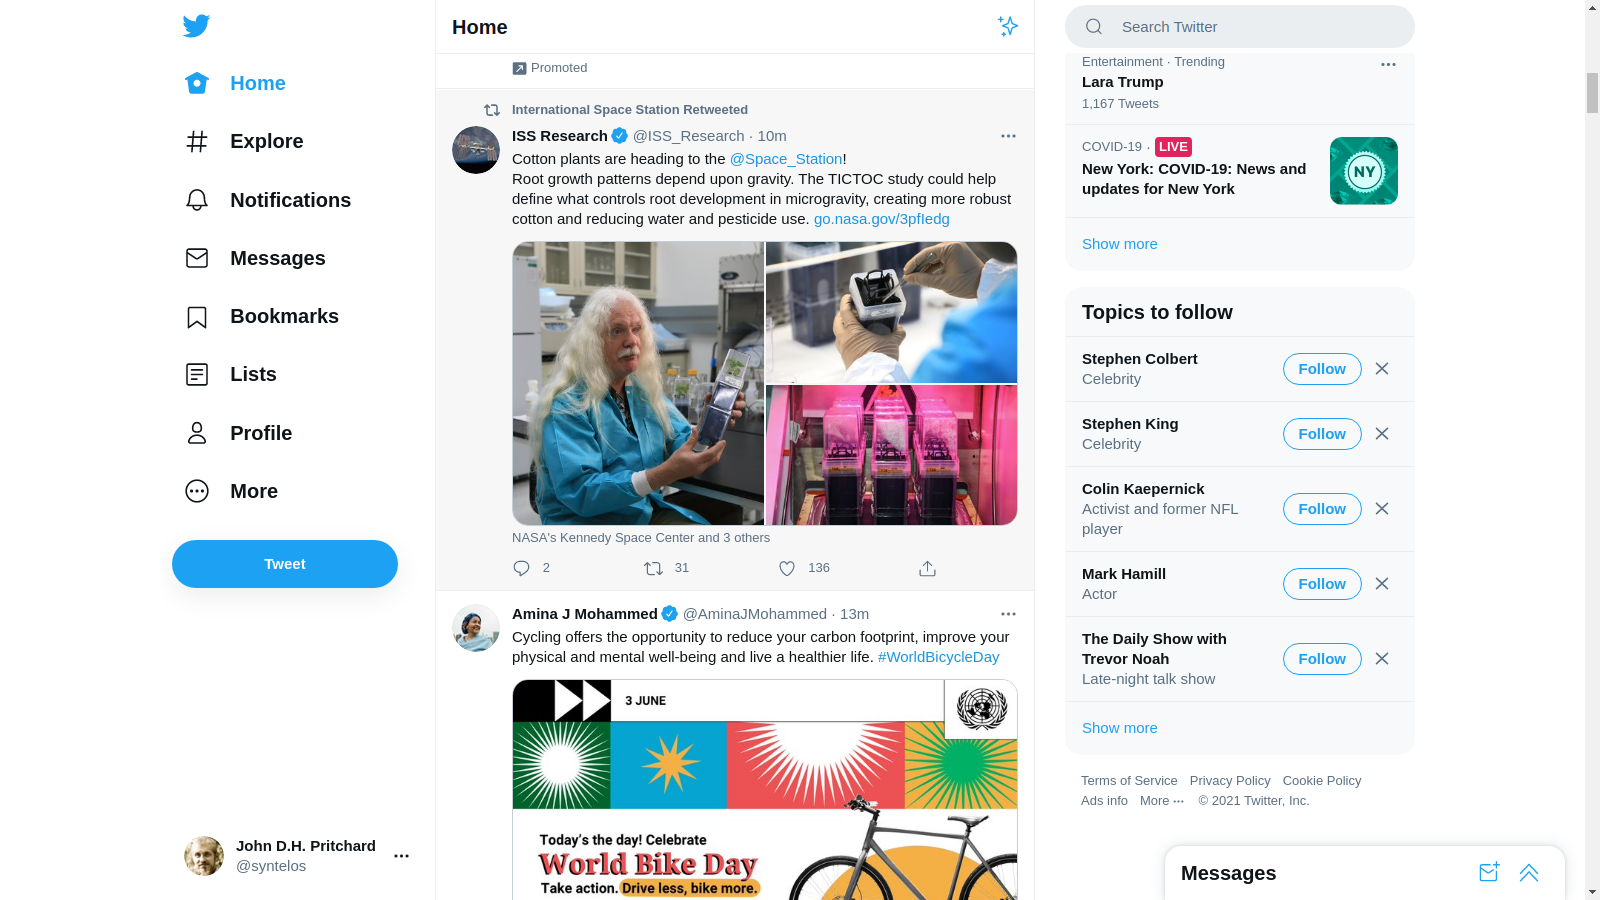 Home
Explore
Notifications
Messages
Bookmarks
Lists
Profile
More
Tweet
John D.H. Pritchard
@syntelos
Home
Promoted
International Space Station Retweeted
ISS Research @ISS_Research · 10m
Cotton plants are heading to the @Space_Station!
Root growth patterns depend upon gravity. The TICTOC study could help
define what controls root development in microgravity, creating more robust
cotton and reducing water and pesticide use. go.nasa.gov/3pfIedg
NASA's Kennedy Space Center and 3 others
2 31 136
Amina J Mohammed @AminaJMohammed · 13m
Cycling offers the opportunity to reduce your carbon footprint, improve your
physical and mental well-being and live a healthier life. #WorldBicycleDay
3 JUNE
Today's the day! Celebrate
World Bike Day
Take action. Drive less, bike more.
Search Twitter
Entertainment · Trending
Lara Trump
1,167 Tweets
COVID-19 · LIVE
New York: COVID-19: News and
updates for New York
NY
Show more
Topics to follow
Stephen Colbert
Celebrity
Follow
Stephen King
Celebrity
Follow
Colin Kaepernick
Activist and former NFL
player
Follow
Mark Hamill
Actor
Follow
The Daily Show with
Trevor Noah
Late-night talk show
Follow
Show more
Terms of Service Privacy Policy Cookie Policy
Ads info More ··· © 2021 Twitter, Inc.
Messages